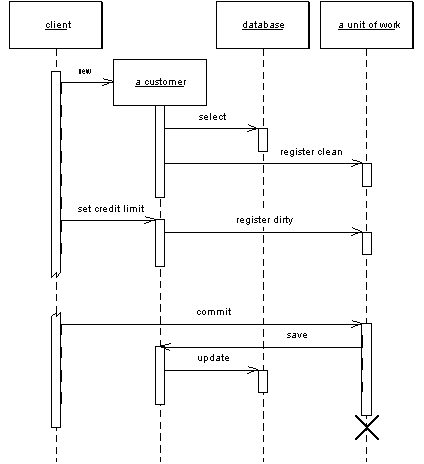 client
database
a unit of work
new
a customer
select
register clean
set credit limit
register dirty
commit
save
update